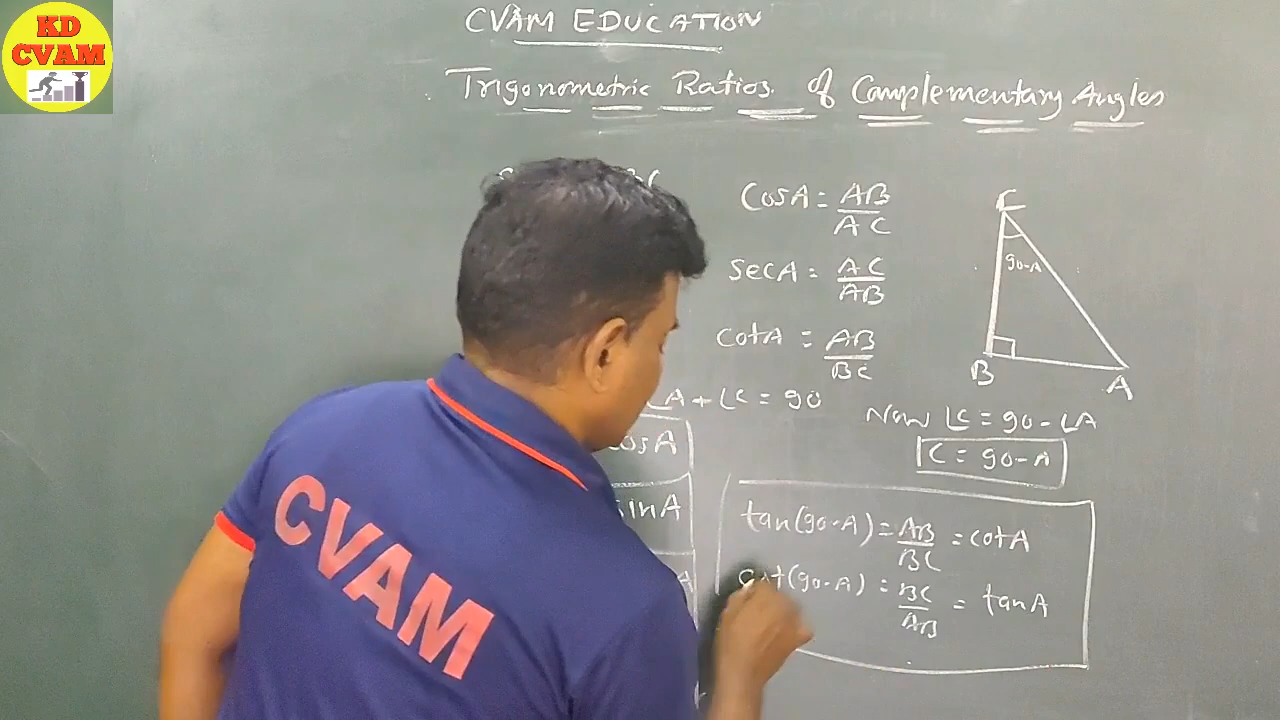 KD
CVAM
CVAM EDUCATION
Trigonometric Ratios of Complementary Angles
CosA = AB/AC
SecA = AC/AB
cotA = AB/BC
∠A + ∠C = 90
C
90-A
B
A
Now ∠C = 90 - ∠A
C = 90-A
cosA
sinA
A
tan(90-A) = AB/BC = cotA
cot(90-A) = BC/AB = tanA
CVAM